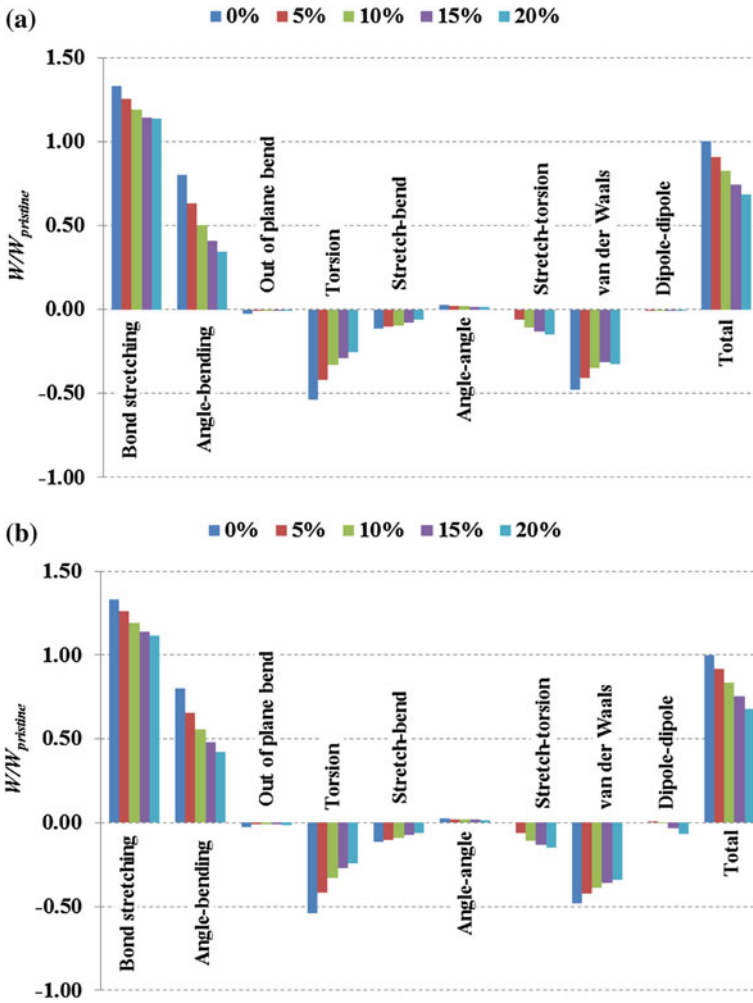 (a)
0% 5% 10% 15% 20%
1.50
1.00
0.50
0.00
-0.50
-1.00
W/W pristine
Bond stretching
Angle-bending
Out of plane bend
Torsion
Stretch-bend
Angle-angle
Stretch-torsion
van der Waals
Dipole-dipole
Total
(b)
0% 5% 10% 15% 20%
1.50
1.00
0.50
0.00
-0.50
-1.00
W/W pristine
Bond stretching
Angle-bending
Out of plane bend
Torsion
Stretch-bend
Angle-angle
Stretch-torsion
van der Waals
Dipole-dipole
Total